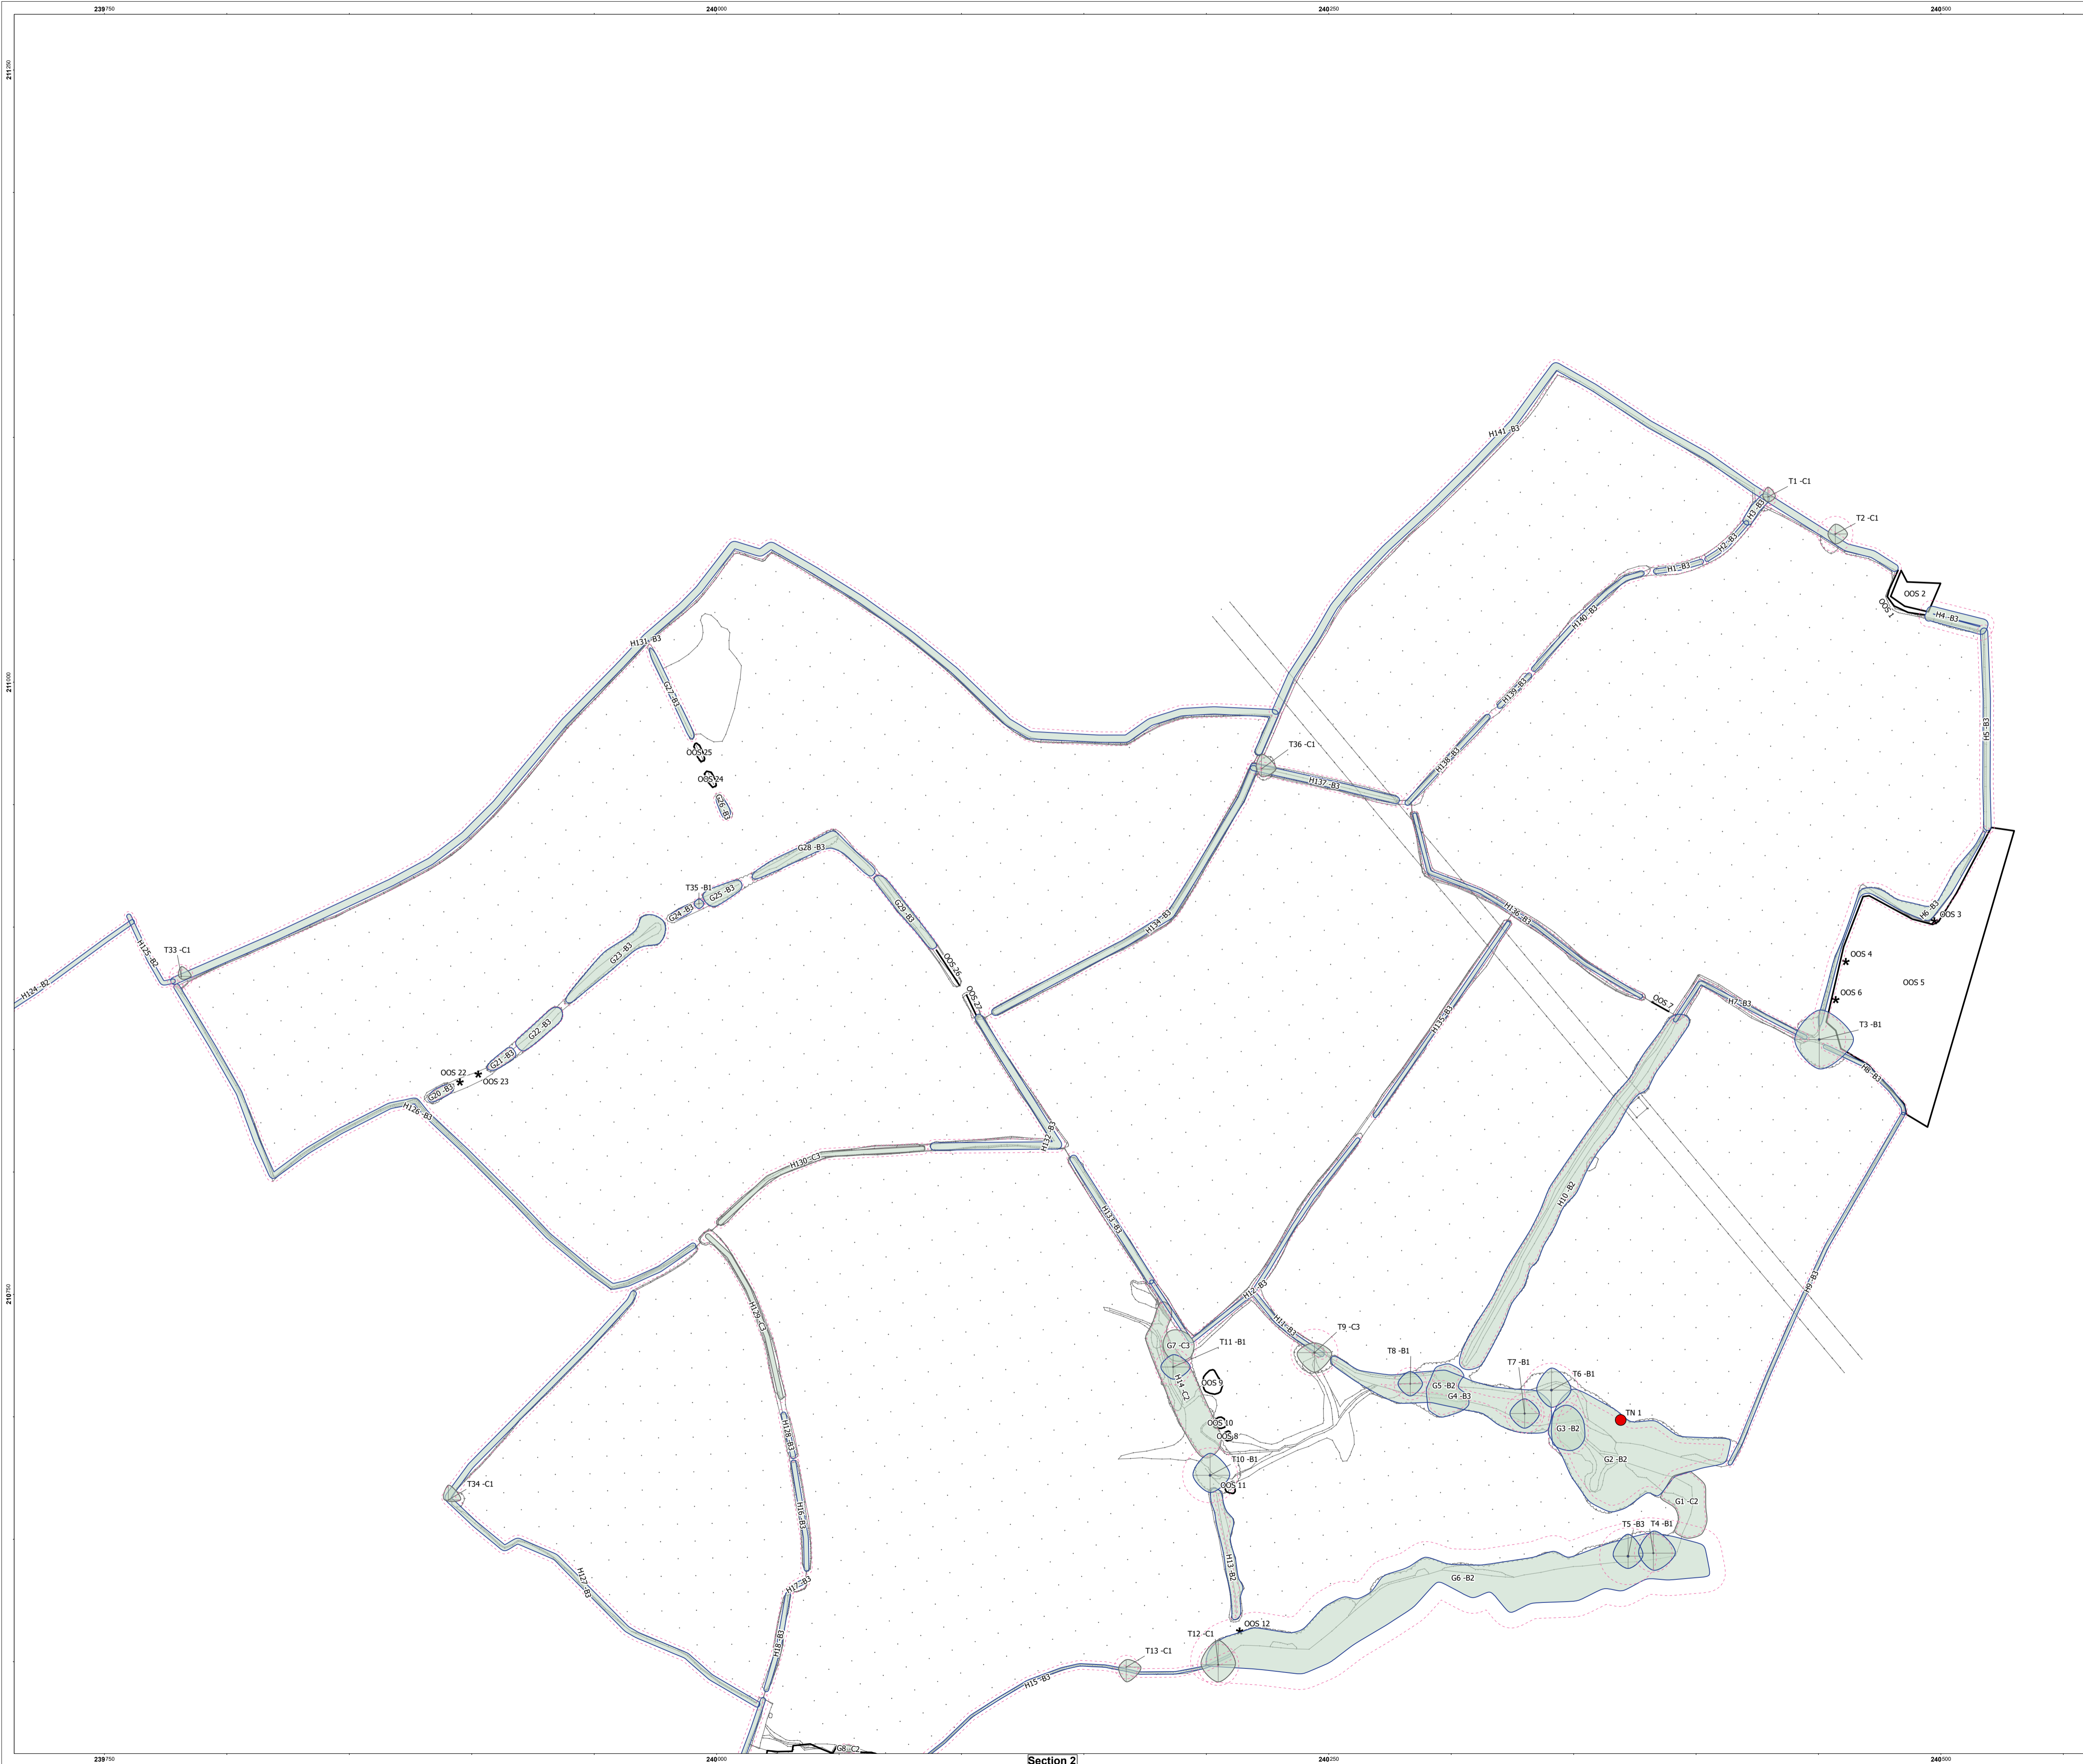 239750
240000
240250
240500
211250
H141 -B3
T1 -C1
H3 -B3
T2 -C1
H2 -B3
H1 -B3
OOS 2
OOS 1
H4 -B3
H140 -B3
H131 -B3
211000
G27 -B3
H139 -B3
H5 -B3
OOS 25
T36 -C1
H138 -B3
OOS 24
H137 -B3
G26 -B3
G28 -B3
T35 -B1
G25 -B3
G24 -B3
G29 -B3
H134 -B3
H136 -B3
H6 -B3
OOS 3
H125 -B2
T33 -C1
G23 -B3
OOS 4
OOS 26
OOS 5
H124 -B2
OOS 27
OOS 6
OOS 7
H7 -B3
G22 -B3
H135 -B3
T3 -B1
G21 -B3
OOS 22
OOS 23
H8 -B3
G20 -B3
H126 -B3
H132 -B3
H130 -C3
H10 -B2
H133 -B3
210750
H12 -B3
H9 -B3
H129 -C3
H11 -B3
T9 -C3
G7 -C3
T11 -B1
T8 -B1
T7 -B1
T6 -B1
OOS 9
H14 -C2
G5 -B2
G4 -B3
TN 1
OOS 10
G3 -B2
OOS 8
H128 -B3
G2 -B2
T10 -B1
T34 -C1
OOS 11
G1 -C2
H16 -B3
T5 -B3
T4 -B1
H13 -B2
G6 -B2
H127 -B3
H17 -B3
OOS 12
T12 -C1
H18 -B3
T13 -C1
H15 -B3
G8 -C2
239750
240000
Section 2
240250
240500